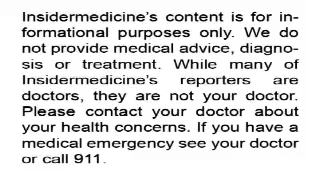 Insidermedicine's content is for in-
formational purposes only. We do
not provide medical advice, diagno-
sis or treatment. While many of
Insidermedicine's reporters are
doctors, they are not your doctor.
Please contact your doctor about
your health concerns. If you have a
medical emergency see your doctor
or call 911.